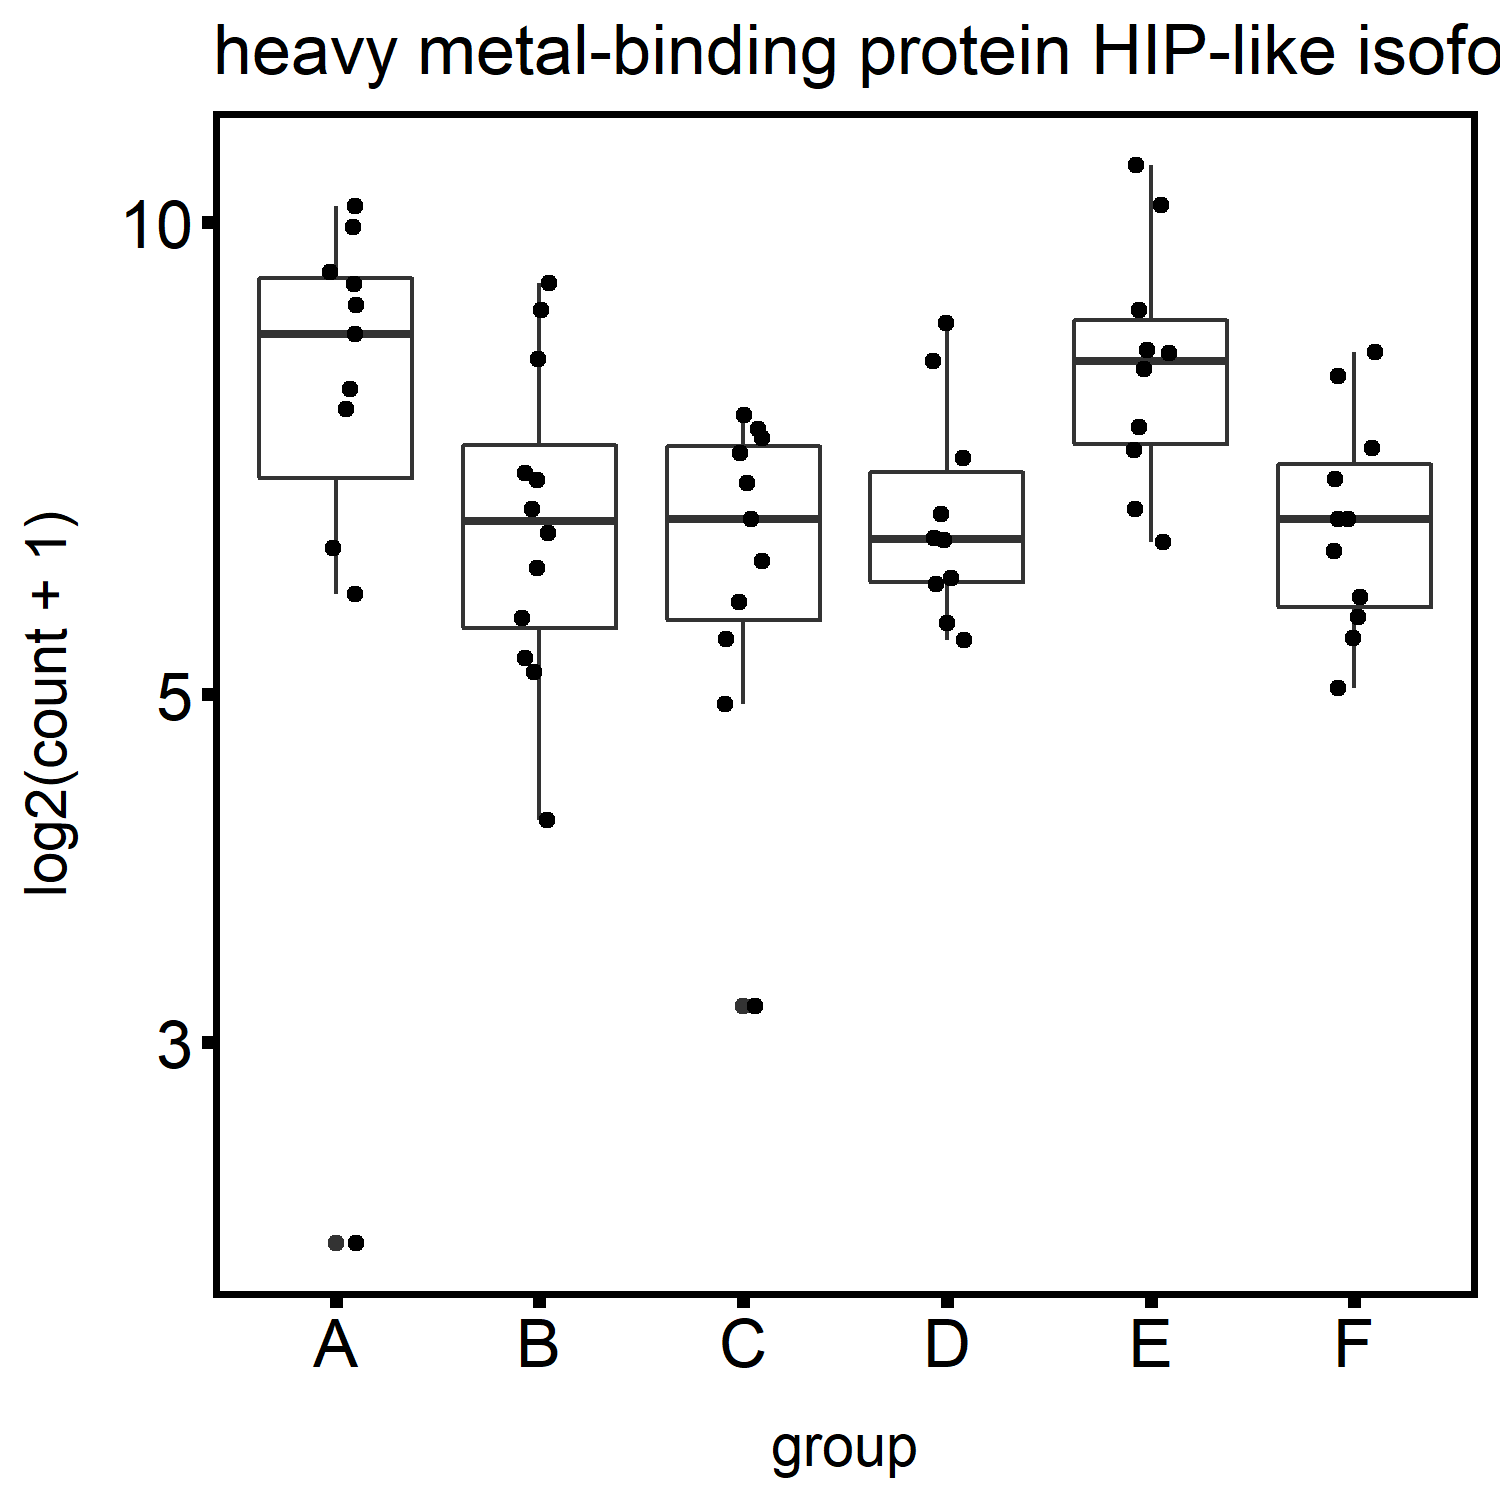 heavy metal-binding protein HIP-like isofo
10
5
3
log2(count + 1)
A B C D E F
group